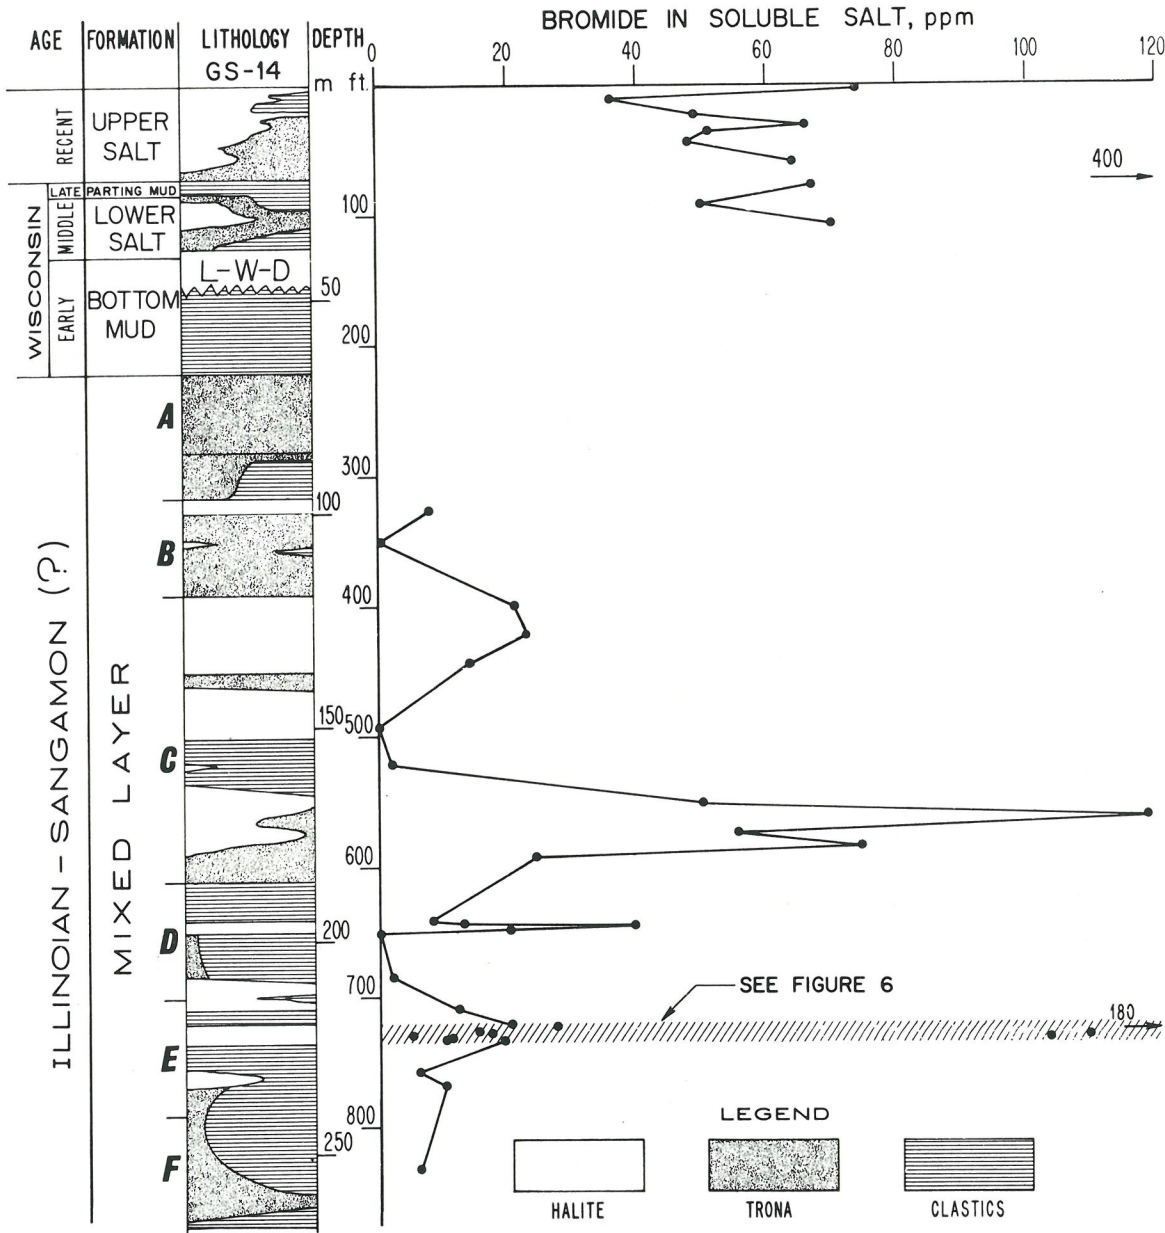 BROMIDE IN SOLUBLE SALT, ppm
AGE FORMATION LITHOLOGY DEPTH
GS-14
m ft.
0 20 40 60 80 100 120
RECENT
UPPER
SALT
400
LATE PARTING MUD
WISCONSIN
MIDDLE
LOWER
SALT
100
L-W-D
EARLY
BOTTOM
MUD
50
200
A
300
100
B
400
ILLINOIAN - SANGAMON (?)
MIXED LAYER
150 500
C
600
D
200
700
SEE FIGURE 6
180
E
800
250
F
LEGEND
HALITE TRONA CLASTICS